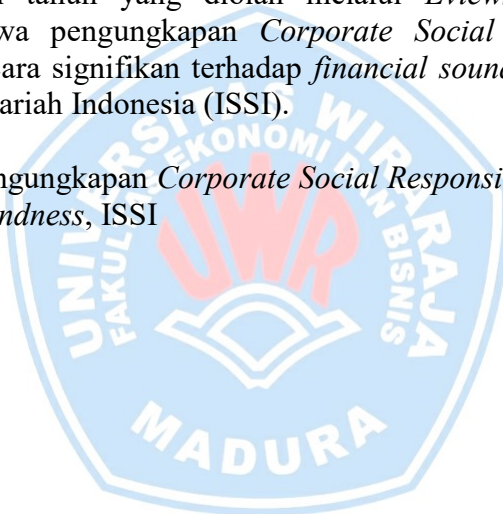 tahun yang diolah melalui Eviews
wa pengungkapan Corporate Social
ara signifikan terhadap financial sound
ariah Indonesia (ISSI).
ngungkapan Corporate Social Responsi
ndness, ISSI
UNIVERSITAS WIRARAJA
FAKULTAS EKONOMI DAN BISNIS
UWR
MADURA